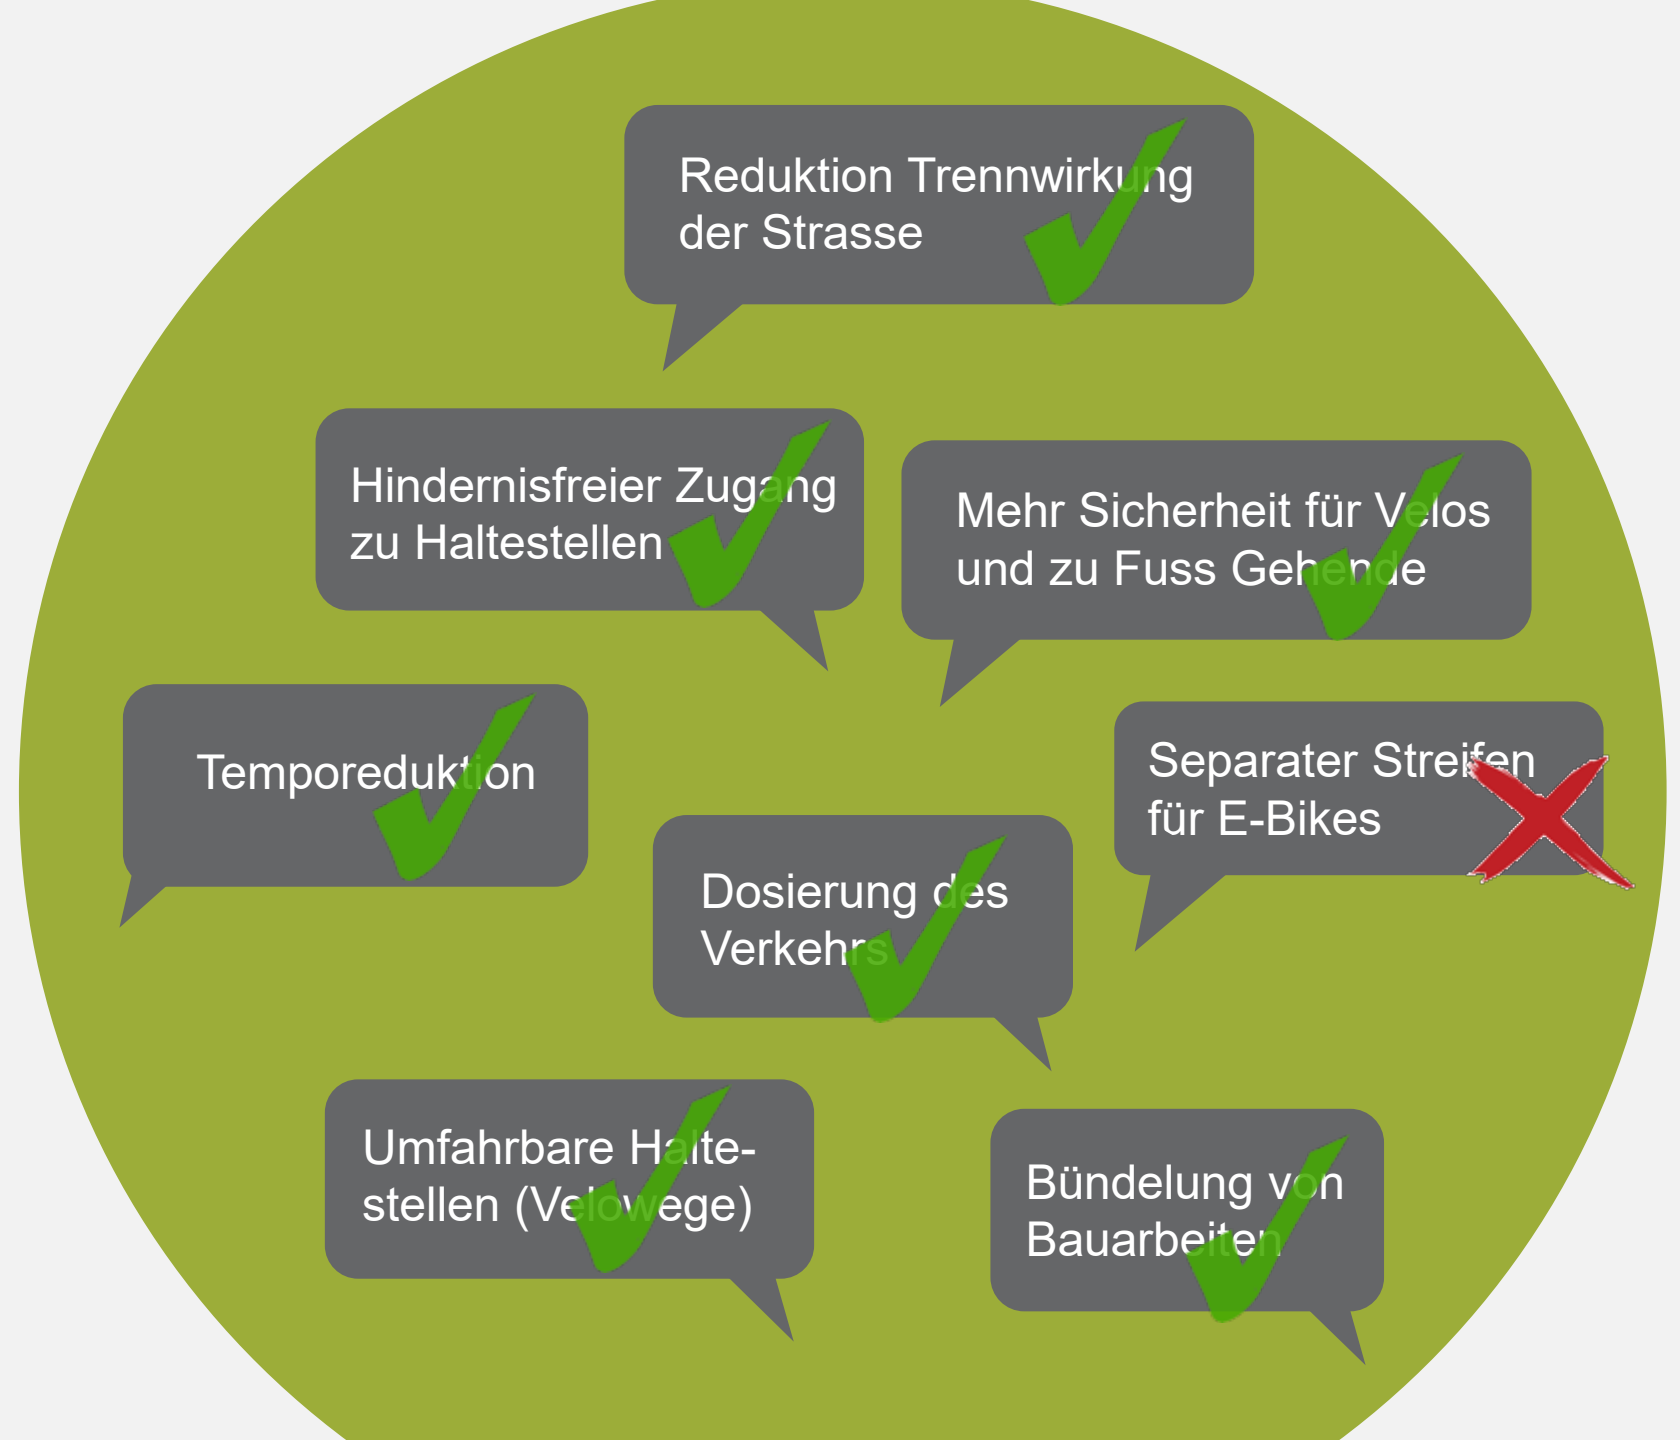 Reduktion Trennwirkung
der Strasse
Hindernisfreier Zugang
zu Haltestellen
Mehr Sicherheit für Velos
und zu Fuss Gehende
Temporeduktion
Separater Streifen
für E-Bikes
Dosierung des
Verkehrs
Umfahrbare Halte-
stellen (Velowege)
Bündelung von
Bauarbeiten